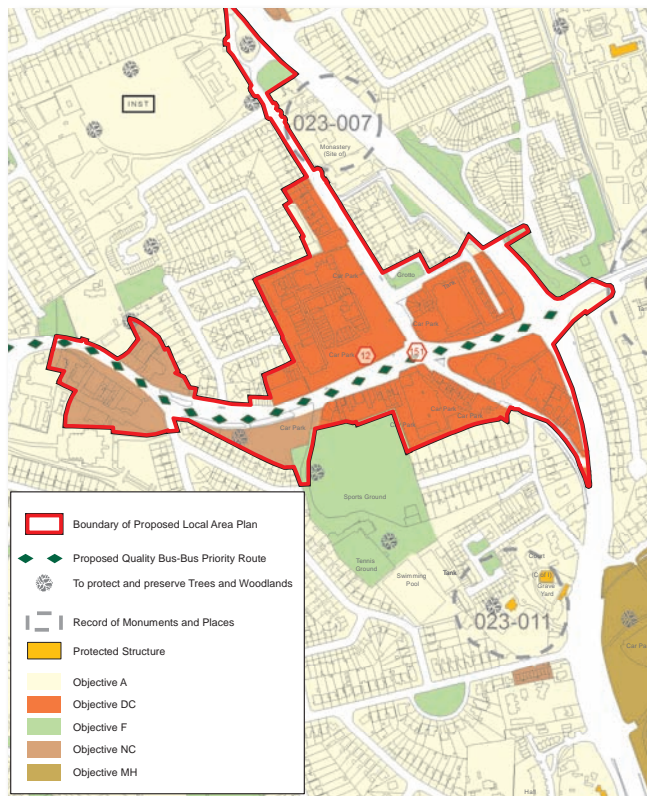 INST
023-007
Monastery
(Site of)
Car Park
Grotto
Car Park
Car Park
12
Car Park
Car Park
Car Park
Car Park
Sports Ground
Tennis
Ground
Swimming
Pool
Tank
Court
(C of I)
Grave
Yard
023-011
Hall
Boundary of Proposed Local Area Plan
Proposed Quality Bus-Bus Priority Route
To protect and preserve Trees and Woodlands
Record of Monuments and Places
Protected Structure
Objective A
Objective DC
Objective F
Objective NC
Objective MH